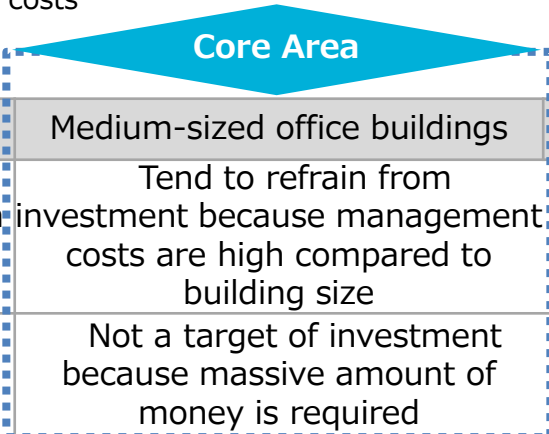 costs
Core Area
Medium-sized office buildings
Tend to refrain from
investment because management
costs are high compared to
building size
Not a target of investment
because massive amount of
money is required